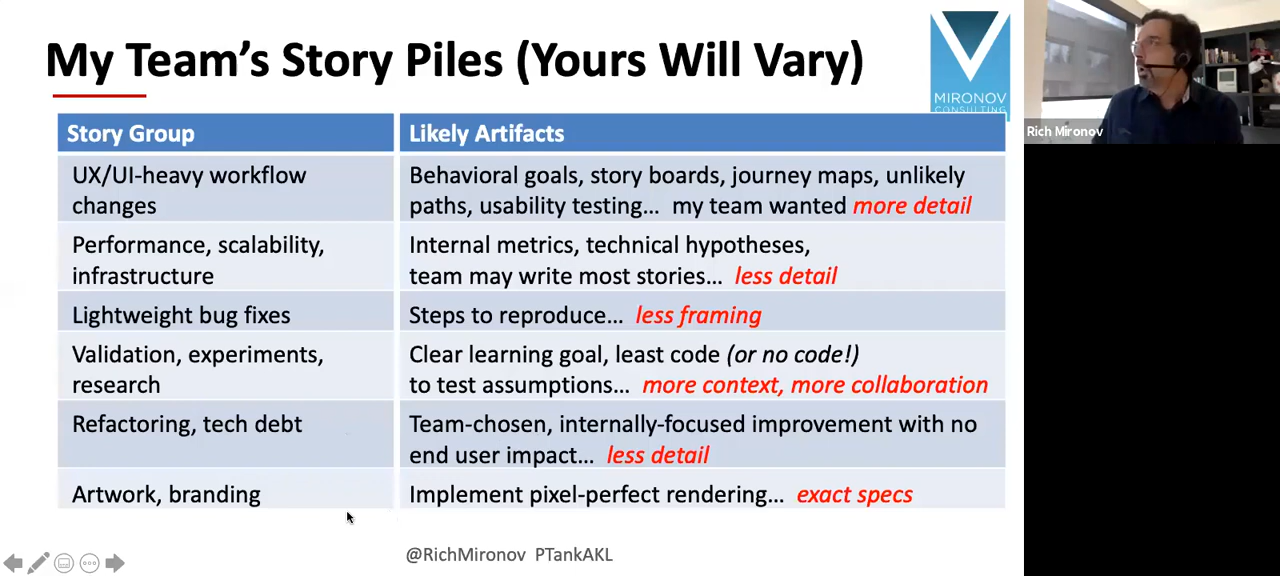 My Team's Story Piles (Yours Will Vary)
MIRONOV
CONSULTING
Rich Mironov
Story Group
Likely Artifacts
UX/UI-heavy workflow
changes
Behavioral goals, story boards, journey maps, unlikely
paths, usability testing... my team wanted more detail
Performance, scalability,
infrastructure
Internal metrics, technical hypotheses,
team may write most stories... less detail
Lightweight bug fixes
Steps to reproduce... less framing
Validation, experiments,
research
Clear learning goal, least code (or no code!)
to test assumptions... more context, more collaboration
Refactoring, tech debt
Team-chosen, internally-focused improvement with no
end user impact... less detail
Artwork, branding
Implement pixel-perfect rendering... exact specs
@RichMironov PTankAKL